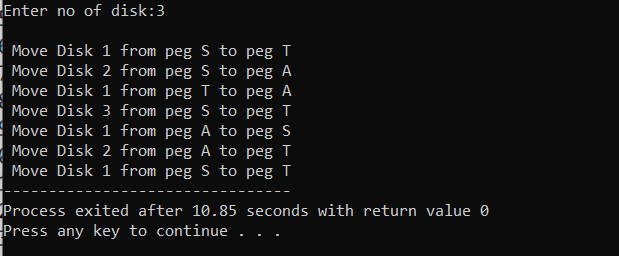 Enter no of disk:3
Move Disk 1 from peg S to peg T
Move Disk 2 from peg S to peg A
Move Disk 1 from peg T to peg A
Move Disk 3 from peg S to peg T
Move Disk 1 from peg A to peg S
Move Disk 2 from peg A to peg T
Move Disk 1 from peg S to peg T
--------------------------------
Process exited after 10.85 seconds with return value 0
Press any key to continue . . .